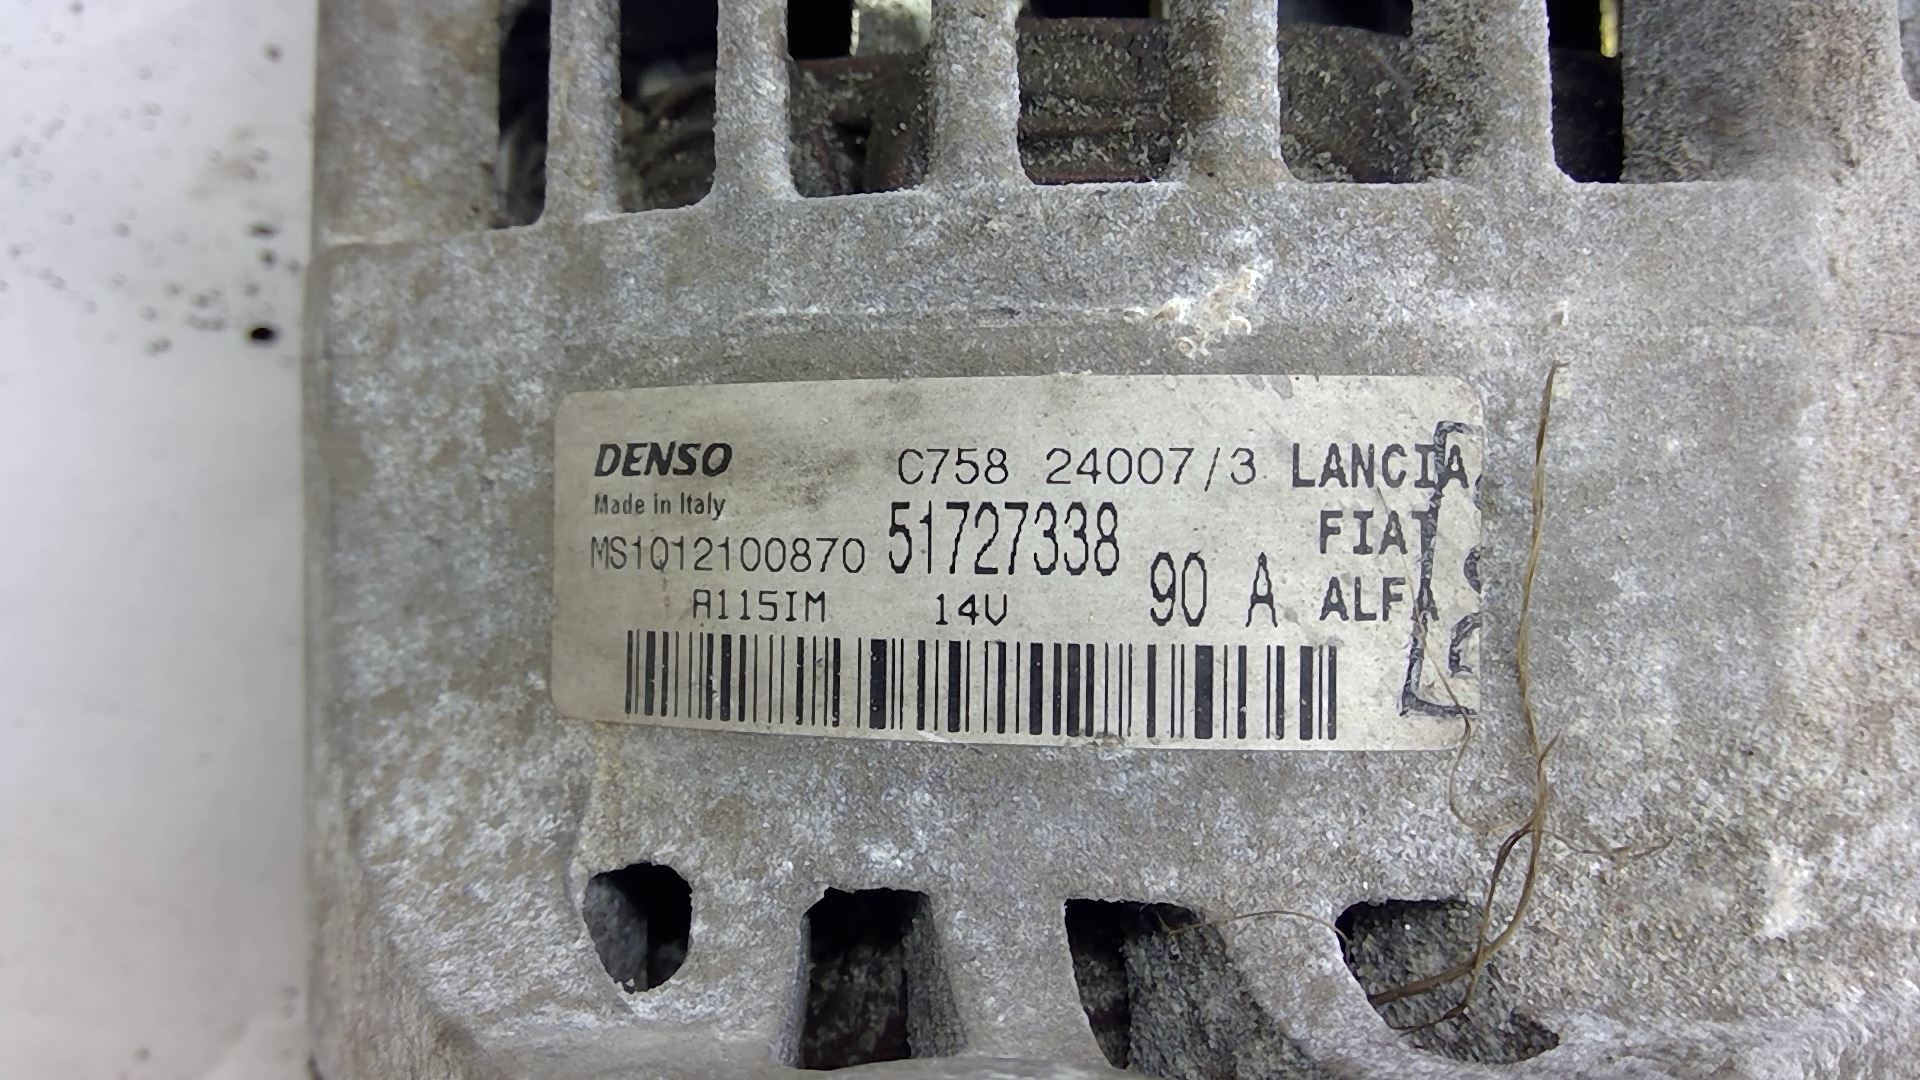 DENSO C758 24007/3 LANCIA
Made in Italy 51727338 FIAT
MS1012100870 90 A ALFA
A115IM 14V